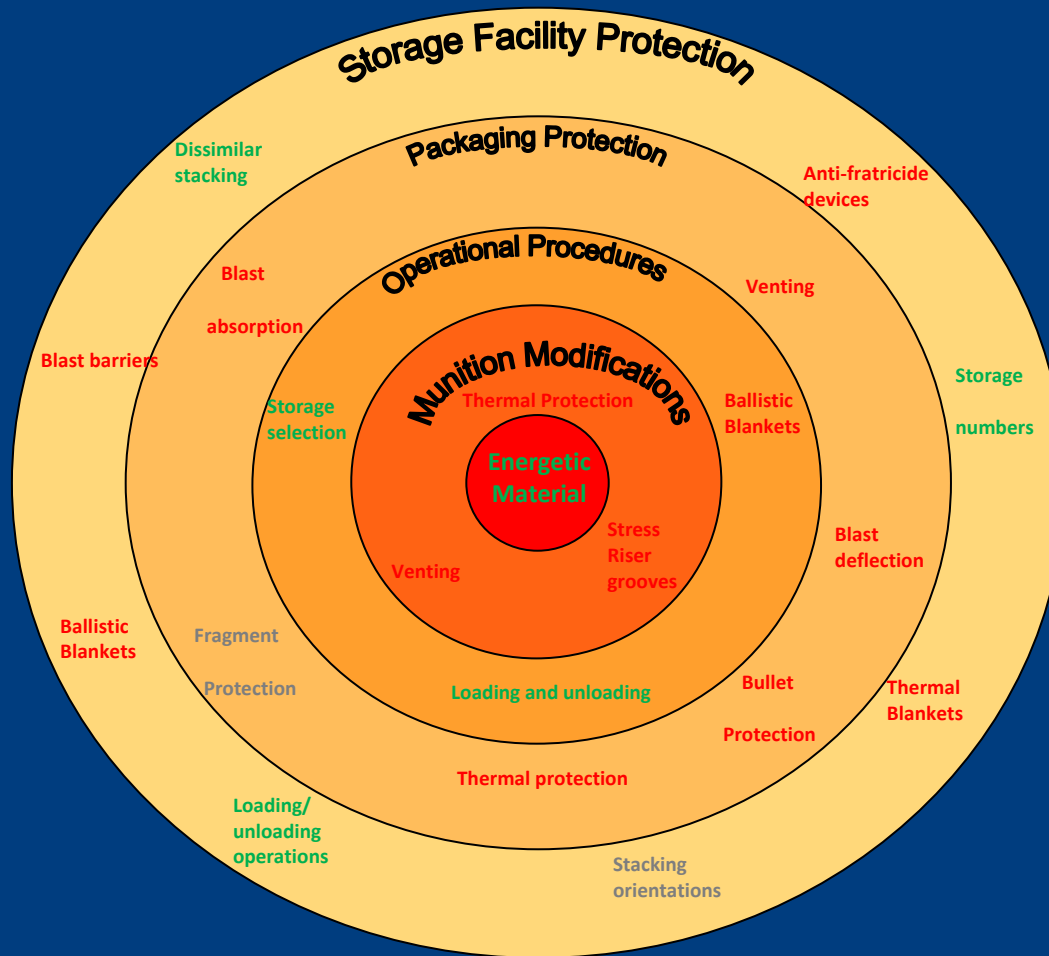 Storage Facility Protection
Packaging Protection
Dissimilar
stacking
Anti-fratricide
devices
Operational Procedures
Blast
absorption
Venting
Munition Modifications
Blast barriers
Storage
numbers
Thermal Protection
Ballistic
Blankets
Storage
selection
Energetic
Material
Stress
Riser
grooves
Blast
deflection
Venting
Ballistic
Blankets
Fragment
Protection
Loading and unloading
Bullet
Protection
Thermal
Blankets
Thermal protection
Loading/
unloading
operations
Stacking
orientations